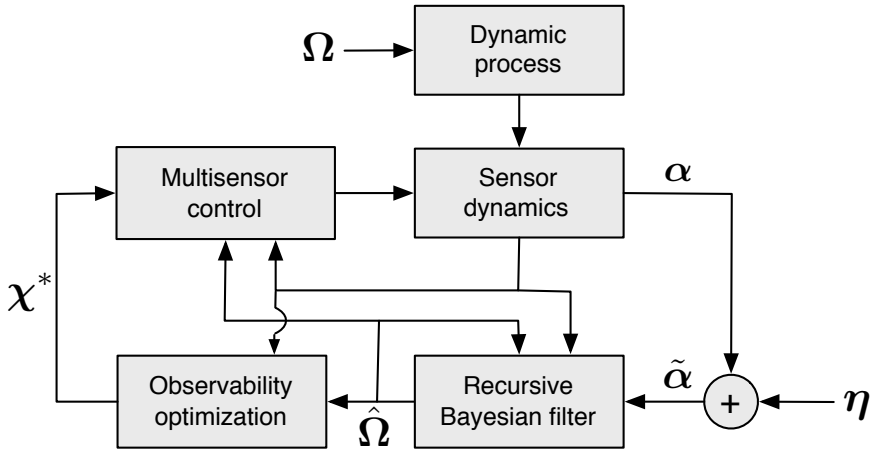 Dynamic
process
Ω
Multisensor
control
Sensor
dynamics
α
χ*
Observability
optimization
Ω̂
Recursive
Bayesian filter
α̃
+
η